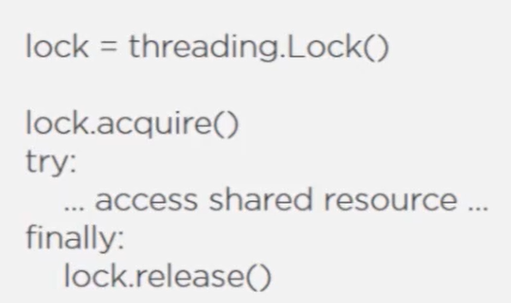 lock = threading.Lock()
lock.acquire()
try:
... access shared resource ...
finally:
lock.release()